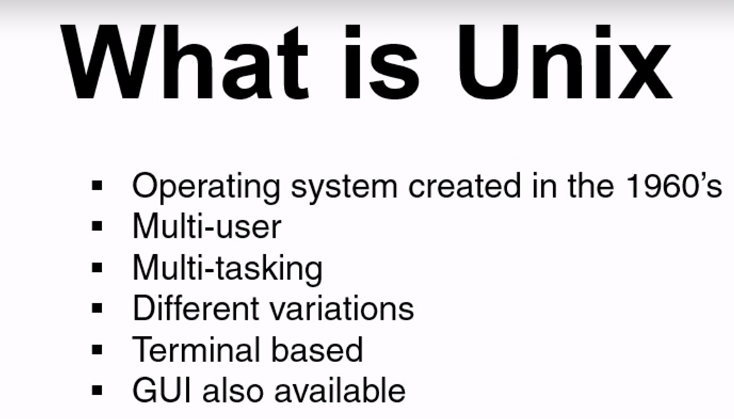 What is Unix
▪ Operating system created in the 1960’s
▪ Multi-user
▪ Multi-tasking
▪ Different variations
▪ Terminal based
▪ GUI also available